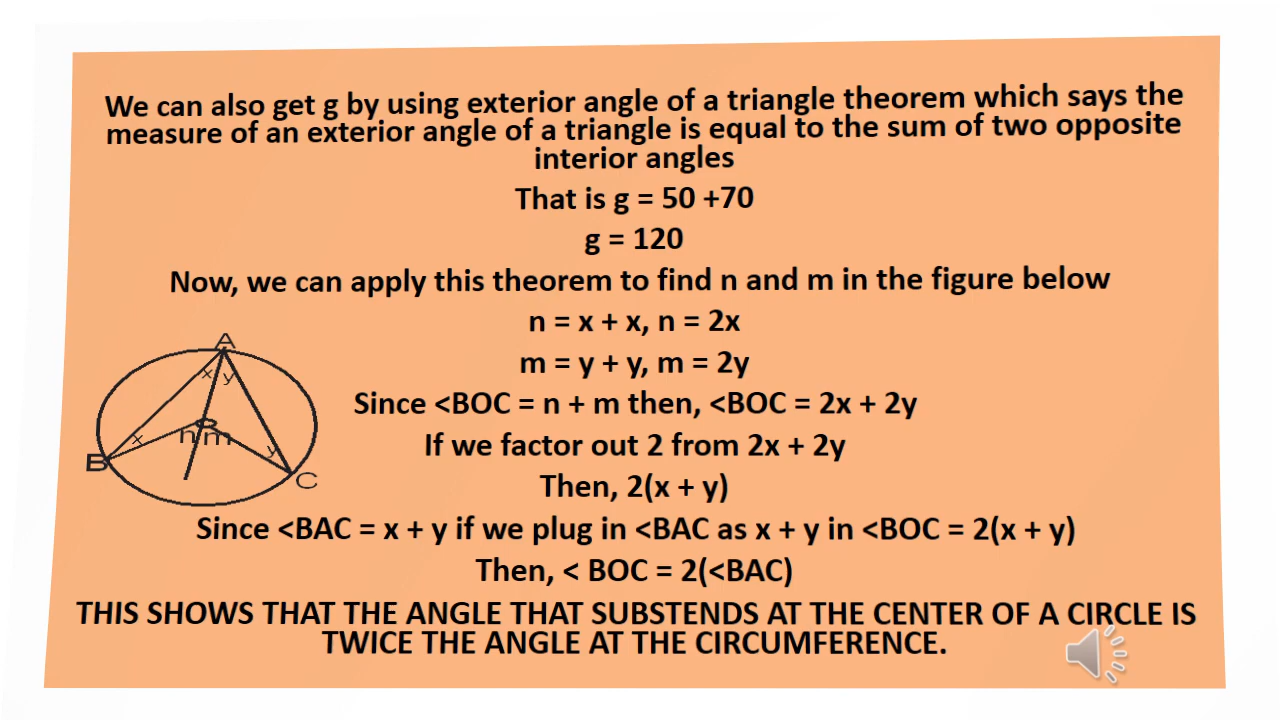 We can also get g by using exterior angle of a triangle theorem which says the
measure of an exterior angle of a triangle is equal to the sum of two opposite
interior angles
That is g = 50 +70
g = 120
Now, we can apply this theorem to find n and m in the figure below
n = x + x, n = 2x
m = y + y, m = 2y
Since <BOC = n + m then, <BOC = 2x + 2y
If we factor out 2 from 2x + 2y
Then, 2(x + y)
Since <BAC = x + y if we plug in <BAC as x + y in <BOC = 2(x + y)
Then, < BOC = 2(<BAC)
THIS SHOWS THAT THE ANGLE THAT SUBSTENDS AT THE CENTER OF A CIRCLE IS
TWICE THE ANGLE AT THE CIRCUMFERENCE.
A
x y
x n m y
B C